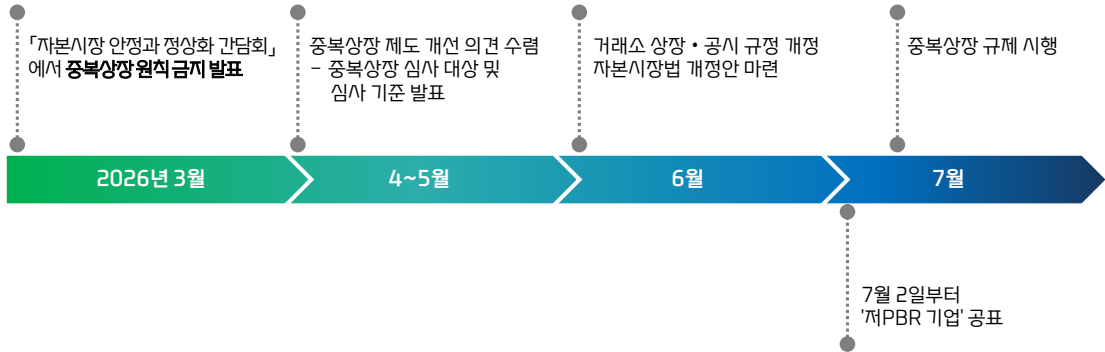 「자본시장 안정과 정상화 간담회」
에서 중복상장 원칙 금지 발표
중복상장 제도 개선 의견 수렴
- 중복상장 심사 대상 및
심사 기준 발표
거래소 상장·공시 규정 개정
자본시장법 개정안 마련
중복상장 규제 시행
2026년 3월
4~5월
6월
7월
7월 2일부터
'저PBR 기업' 공표